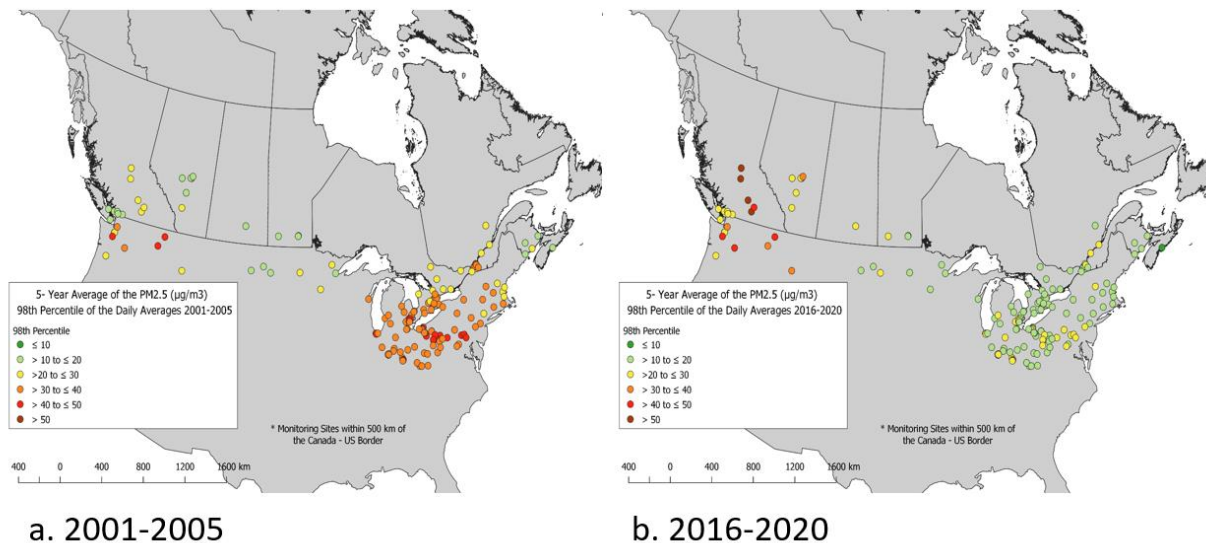 5- Year Average of the PM2.5 (µg/m3)
98th Percentile of the Daily Averages 2001-2005
98th Percentile
≤ 10
> 10 to ≤ 20
>20 to ≤ 30
> 30 to ≤ 40
> 40 to ≤ 50
> 50
* Monitoring Sites within 500 km of
the Canada - US Border
400 0 400 800 1200 1600 km
a. 2001-2005
5- Year Average of the PM2.5 (µg/m3)
98th Percentile of the Daily Averages 2016-2020
98th Percentile
≤ 10
> 10 to ≤ 20
>20 to ≤ 30
> 30 to ≤ 40
> 40 to ≤ 50
> 50
* Monitoring Sites within 500 km of
the Canada - US Border
400 0 400 800 1200 1600 km
b. 2016-2020